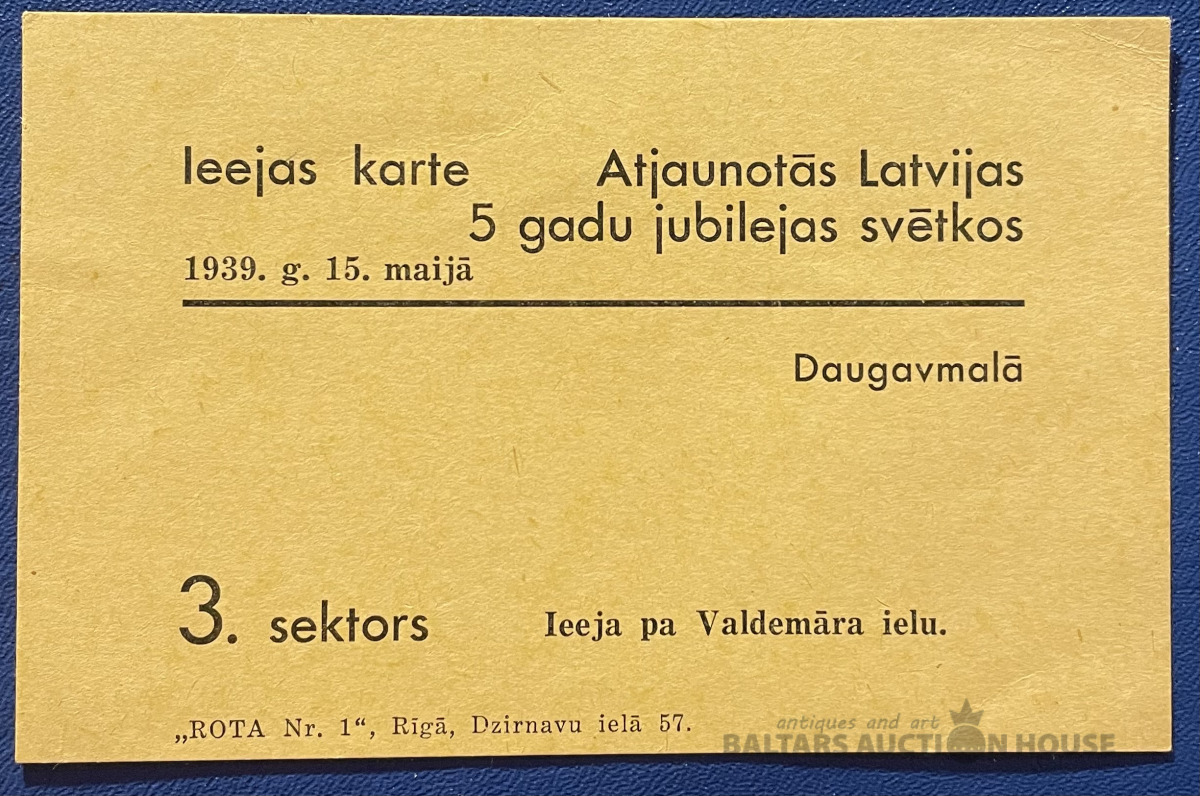 Ieejas karte Atjaunotās Latvijas
5 gadu jubilejas svētkos
1939. g. 15. maijā
Daugavmalā
3. sektors Ieeja pa Valdemāra ielu.
„ROTA Nr. 1“, Rīgā, Dzirnavu ielā 57.
antiques and art
BALTARS AUCTION HOUSE